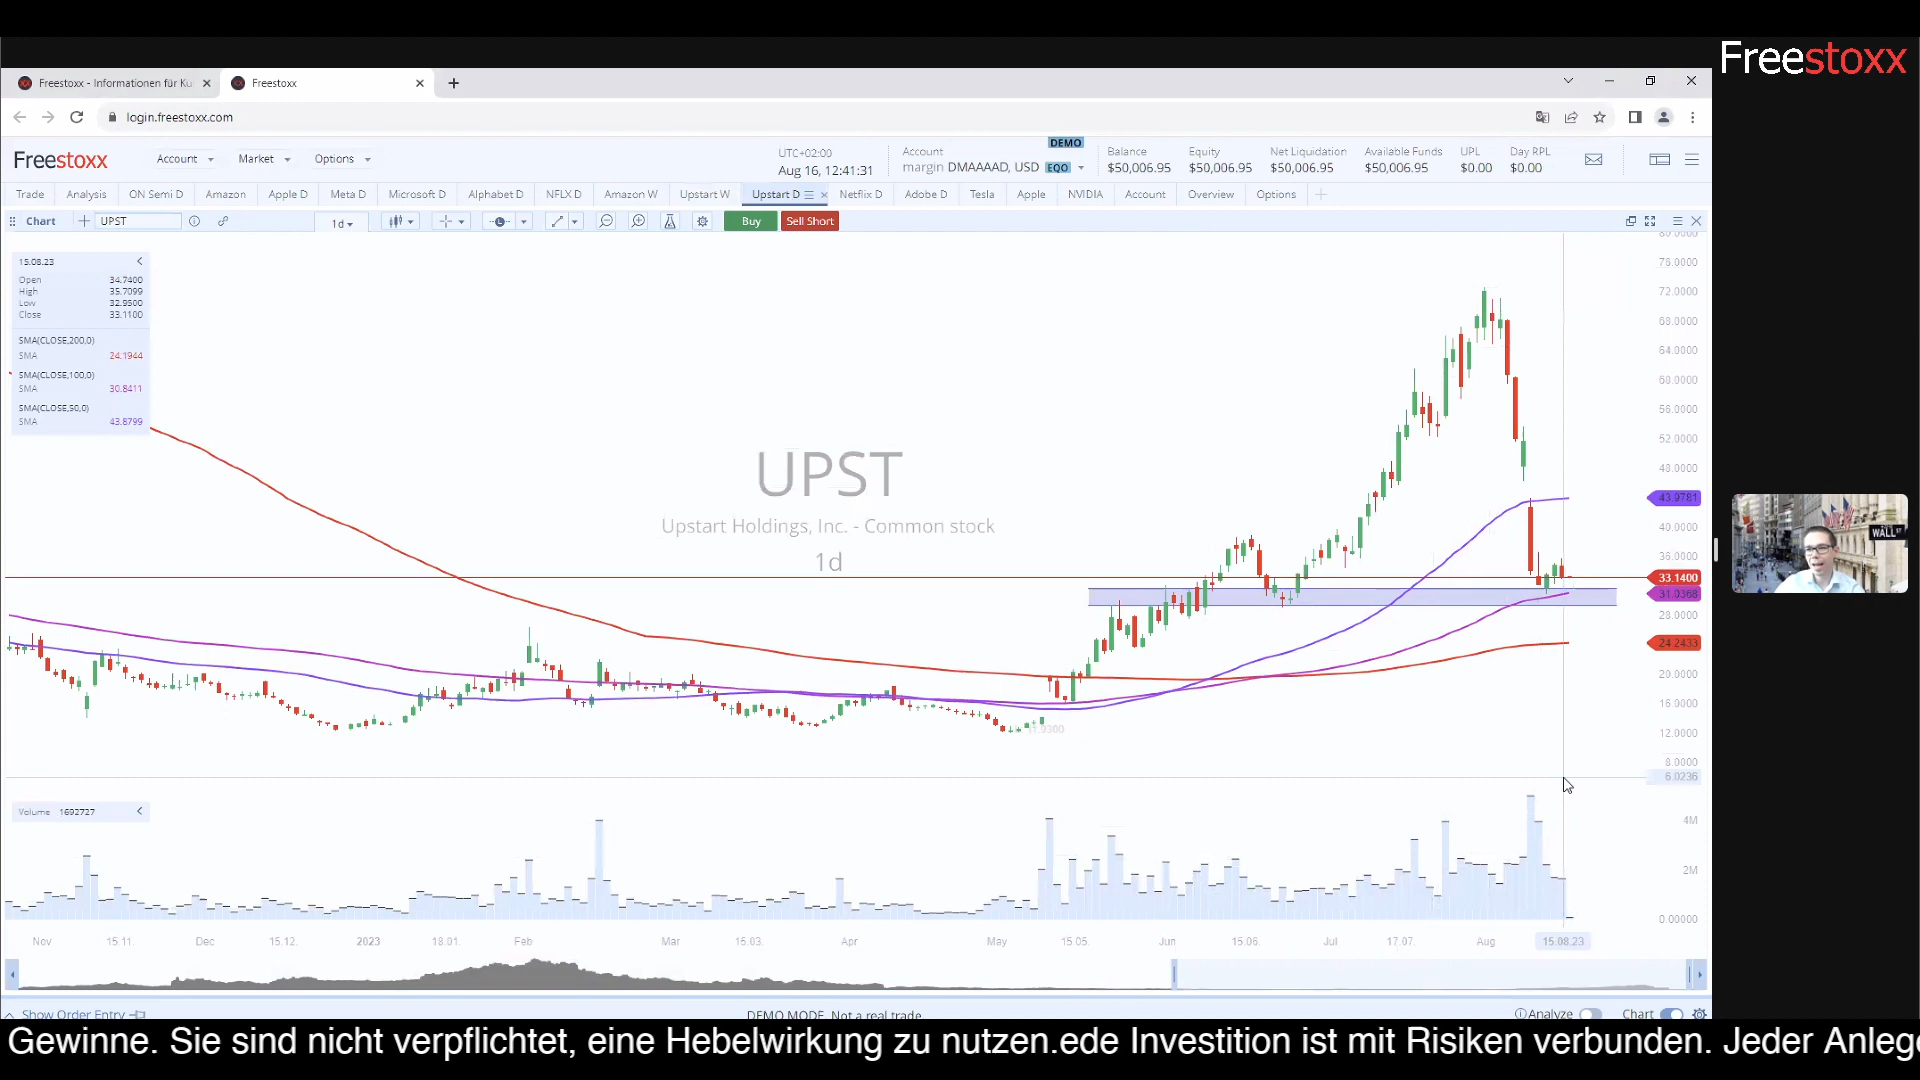 Freestoxx
Freestoxx - Informationen für Ku
Freestoxx
login.freestoxx.com
Freestoxx
Account
Market
Options
UTC+02:00
Aug 16, 12:41:31
DEMO
Account
margin DMAAAAD, USD EQO
Balance
$50,006.95
Equity
$50,006.95
Net Liquidation
$50,006.95
Available Funds
$50,006.95
UPL
$0.00
Day RPL
$0.00
Trade Analysis ON Semi D Amazon Apple D Meta D Microsoft D Alphabet D NFLX D Amazon W Upstart W Upstart D Netflix D Adobe D Tesla Apple NVIDIA Account Overview Options
Chart UPST 1d Buy Sell Short
15.08.23
Open 34.7400
High 35.7099
Low 32.9500
Close 33.1100
SMA(CLOSE,200,0)
SMA 24.1944
SMA(CLOSE,100,0)
SMA 30.8411
SMA(CLOSE,50,0)
SMA 43.8799
UPST
Upstart Holdings, Inc. - Common stock
1d
80.0000
76.0000
72.0000
68.0000
64.0000
60.0000
56.0000
52.0000
48.0000
43.9781
40.0000
36.0000
33.1400
31.0368
28.0000
24.2433
20.0000
16.0000
12.0000
8.0000
6.0236
WALL
Volume 1692727
4M
2M
0.00000
Nov 15.11. Dec 15.12. 2023 18.01. Feb Mar 15.03. Apr May 15.05. Jun 15.06. Jul 17.07. Aug 15.08.23
Show Order Entry
DEMO MODE. Not a real trade
Analyze
Chart
Gewinne. Sie sind nicht verpflichtet, eine Hebelwirkung zu nutzen.ede Investition ist mit Risiken verbunden. Jeder Anlege